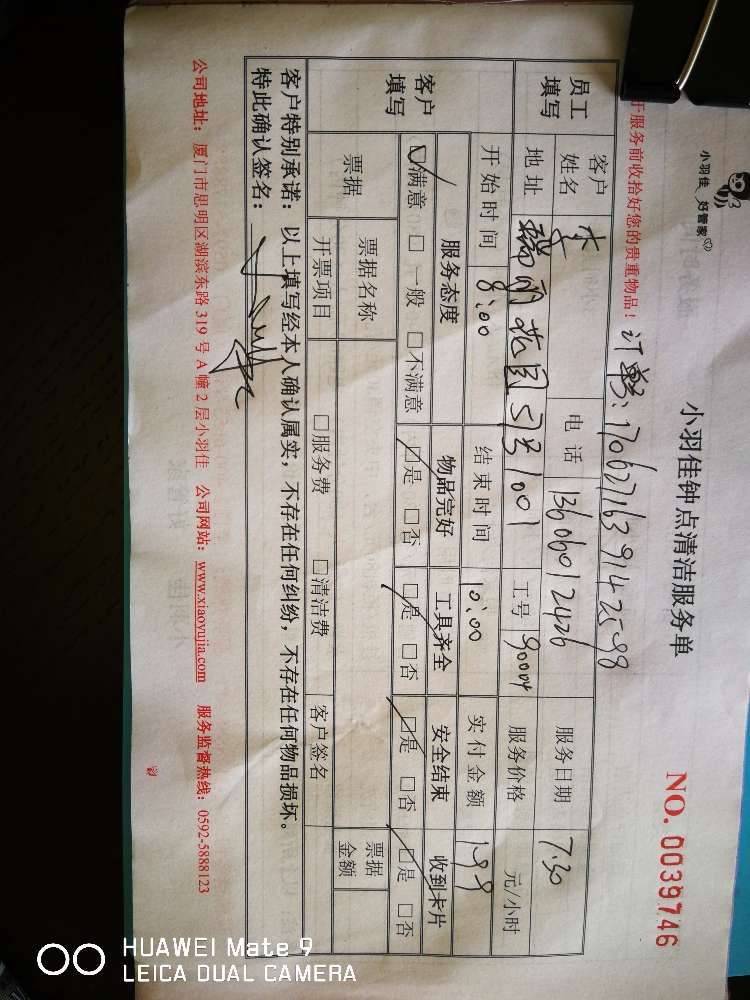 小羽佳 好管家
小羽佳钟点清洁服务单
NO. 0039746
于服务前收拾好您的贵重物品！
订单: 17062716391422598
员工填写 客户姓名 李 电话 13606012426 服务日期 7.30
地址 5号1001 工号 90004 服务价格 元/小时
开始时间 8:00 结束时间 10:00 实付金额 199
客户填写 服务态度 物品完好 工具齐全 安全结束 收到卡片
☑满意 □一般 □不满意 ☑是 □否 ☑是 □否 ☑是 □否 ☑是 □否
票据 票据名称 票据金额
开票项目 □服务费 □清洁费 客户签名
客户特别承诺：以上填写经本人确认属实，不存在任何纠纷，不存在任何物品损坏。
特此确认签名：
公司地址：厦门市思明区湖滨东路 319 号 A 幢 2 层小羽佳 公司网站：www.xiaoyujia.com 服务监督热线：0592-5888123
HUAWEI Mate 9
LEICA DUAL CAMERA